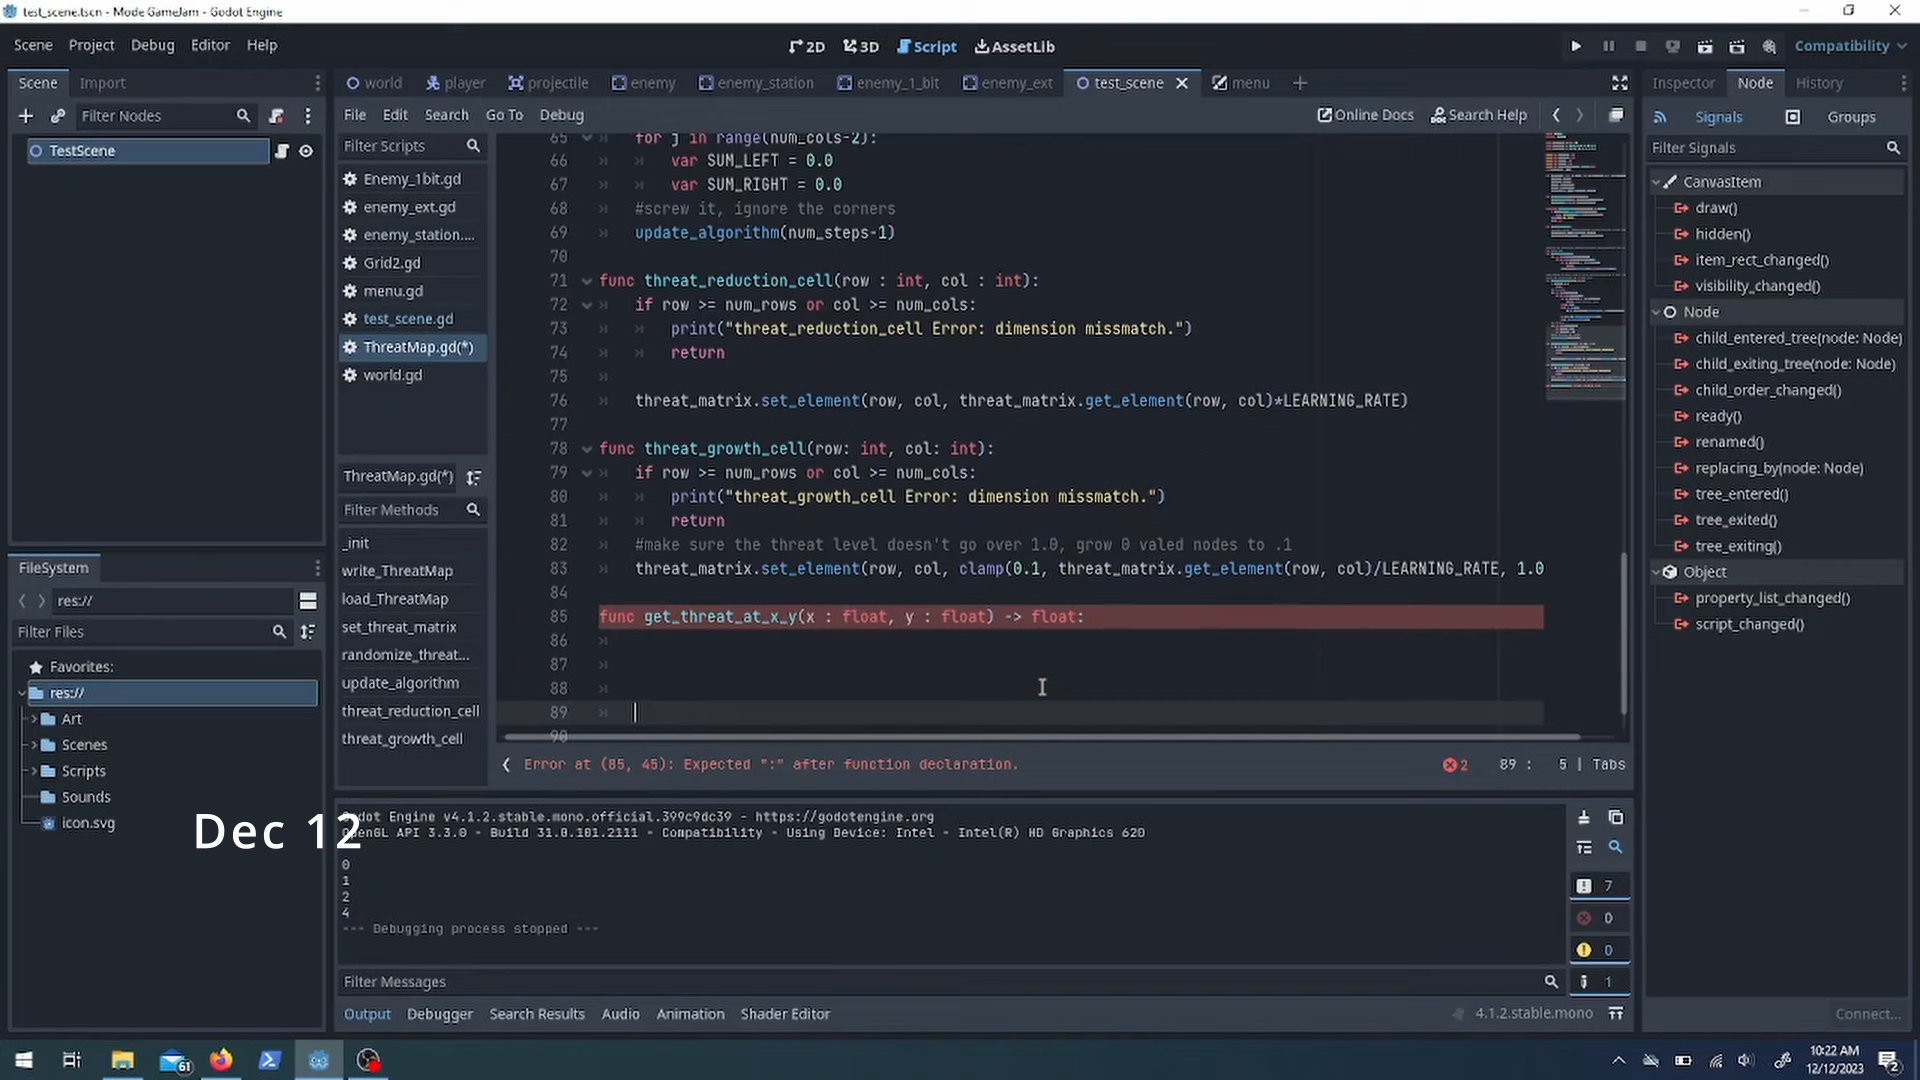 test_scene.tscn - Mode GameJam - Godot Engine
Scene Project Debug Editor Help
2D 3D Script AssetLib
Compatibility
Scene Import
world player projectile enemy enemy_station enemy_1_bit enemy_ext test_scene menu
Inspector Node History
Filter Nodes
File Edit Search Go To Debug
Online Docs Search Help
Signals Groups
TestScene
Filter Scripts
Enemy_1bit.gd
enemy_ext.gd
enemy_station....
Grid2.gd
menu.gd
test_scene.gd
ThreatMap.gd(*)
world.gd
ThreatMap.gd(*)
Filter Methods
_init
write_ThreatMap
load_ThreatMap
set_threat_matrix
randomize_threat...
update_algorithm
threat_reduction_cell
threat_growth_cell
65 for j in range(num_cols-2):
66 var SUM_LEFT = 0.0
67 var SUM_RIGHT = 0.0
68 #screw it, ignore the corners
69 update_algorithm(num_steps-1)
70
71 func threat_reduction_cell(row : int, col : int):
72 if row >= num_rows or col >= num_cols:
73 print("threat_reduction_cell Error: dimension missmatch.")
74 return
75
76 threat_matrix.set_element(row, col, threat_matrix.get_element(row, col)*LEARNING_RATE)
77
78 func threat_growth_cell(row: int, col: int):
79 if row >= num_rows or col >= num_cols:
80 print("threat_growth_cell Error: dimension missmatch.")
81 return
82 #make sure the threat level doesn't go over 1.0, grow 0 valed nodes to .1
83 threat_matrix.set_element(row, col, clamp(0.1, threat_matrix.get_element(row, col)/LEARNING_RATE, 1.0
84
85 func get_threat_at_x_y(x : float, y : float) -> float:
86
87
88
89
90
Error at (85, 45): Expected ":" after function declaration.
2 89 : 5 | Tabs
Filter Signals
CanvasItem
draw()
hidden()
item_rect_changed()
visibility_changed()
Node
child_entered_tree(node: Node)
child_exiting_tree(node: Node)
child_order_changed()
ready()
renamed()
replacing_by(node: Node)
tree_entered()
tree_exited()
tree_exiting()
Object
property_list_changed()
script_changed()
Connect...
FileSystem
res://
Filter Files
Favorites:
res://
Art
Scenes
Scripts
Sounds
icon.svg
Dec 12
Godot Engine v4.1.2.stable.mono.official.399c9dc39 - https://godotengine.org
OpenGL API 3.3.0 - Build 31.0.101.2111 - Compatibility - Using Device: Intel - Intel(R) HD Graphics 620
0
1
2
4
--- Debugging process stopped ---
7
0
0
1
Filter Messages
Output Debugger Search Results Audio Animation Shader Editor
4.1.2.stable.mono
61
10:22 AM
12/12/2023
2